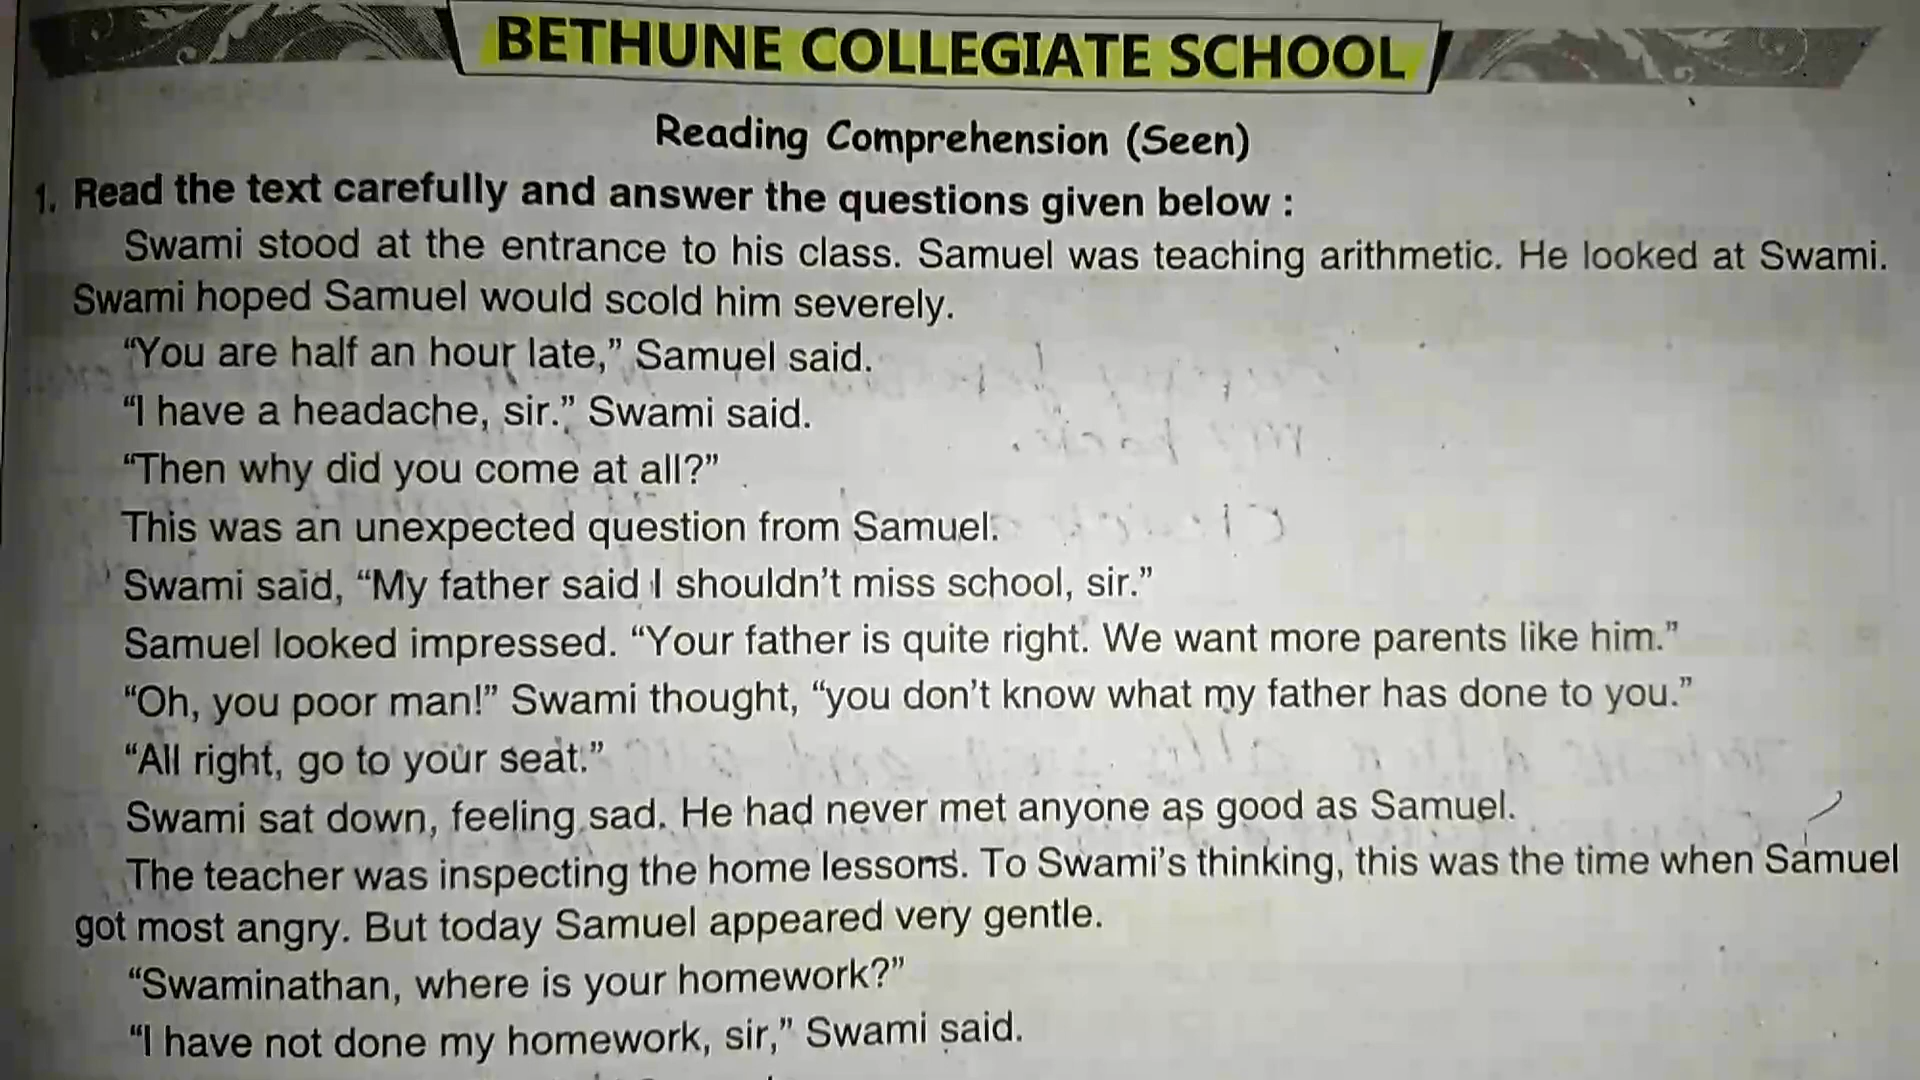 BETHUNE COLLEGIATE SCHOOL
Reading Comprehension (Seen)
1. Read the text carefully and answer the questions given below :
Swami stood at the entrance to his class. Samuel was teaching arithmetic. He looked at Swami.
Swami hoped Samuel would scold him severely.
“You are half an hour late,” Samuel said.
“I have a headache, sir.” Swami said.
“Then why did you come at all?”
This was an unexpected question from Samuel.
Swami said, “My father said I shouldn’t miss school, sir.”
Samuel looked impressed. “Your father is quite right. We want more parents like him.”
“Oh, you poor man!” Swami thought, “you don’t know what my father has done to you.”
“All right, go to your seat.”
Swami sat down, feeling sad. He had never met anyone as good as Samuel.
The teacher was inspecting the home lessons. To Swami’s thinking, this was the time when Samuel
got most angry. But today Samuel appeared very gentle.
“Swaminathan, where is your homework?”
“I have not done my homework, sir,” Swami said.